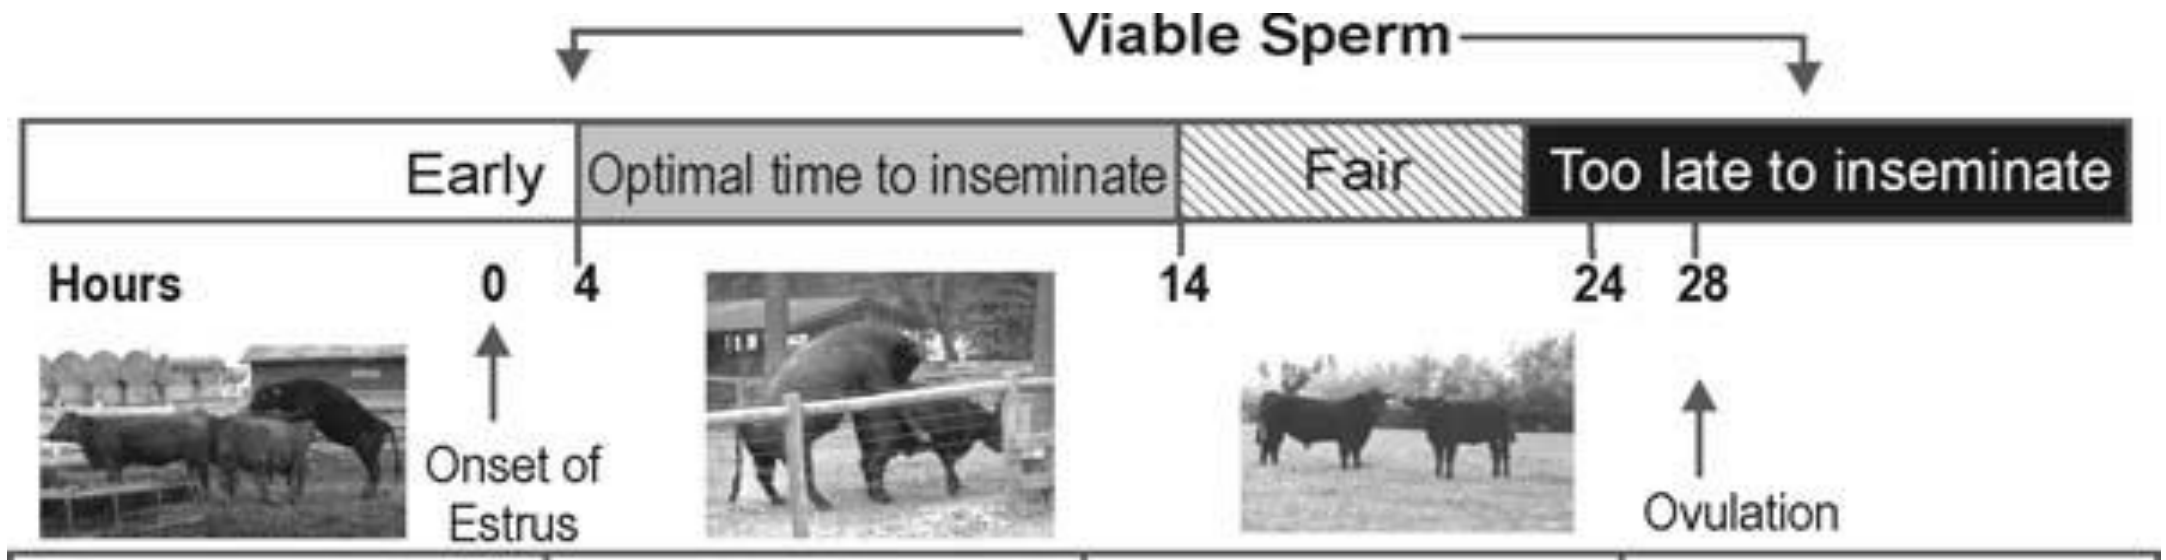 Viable Sperm
Early Optimal time to inseminate Fair Too late to inseminate
Hours 0 4 14 24 28
Onset of
Estrus
Ovulation